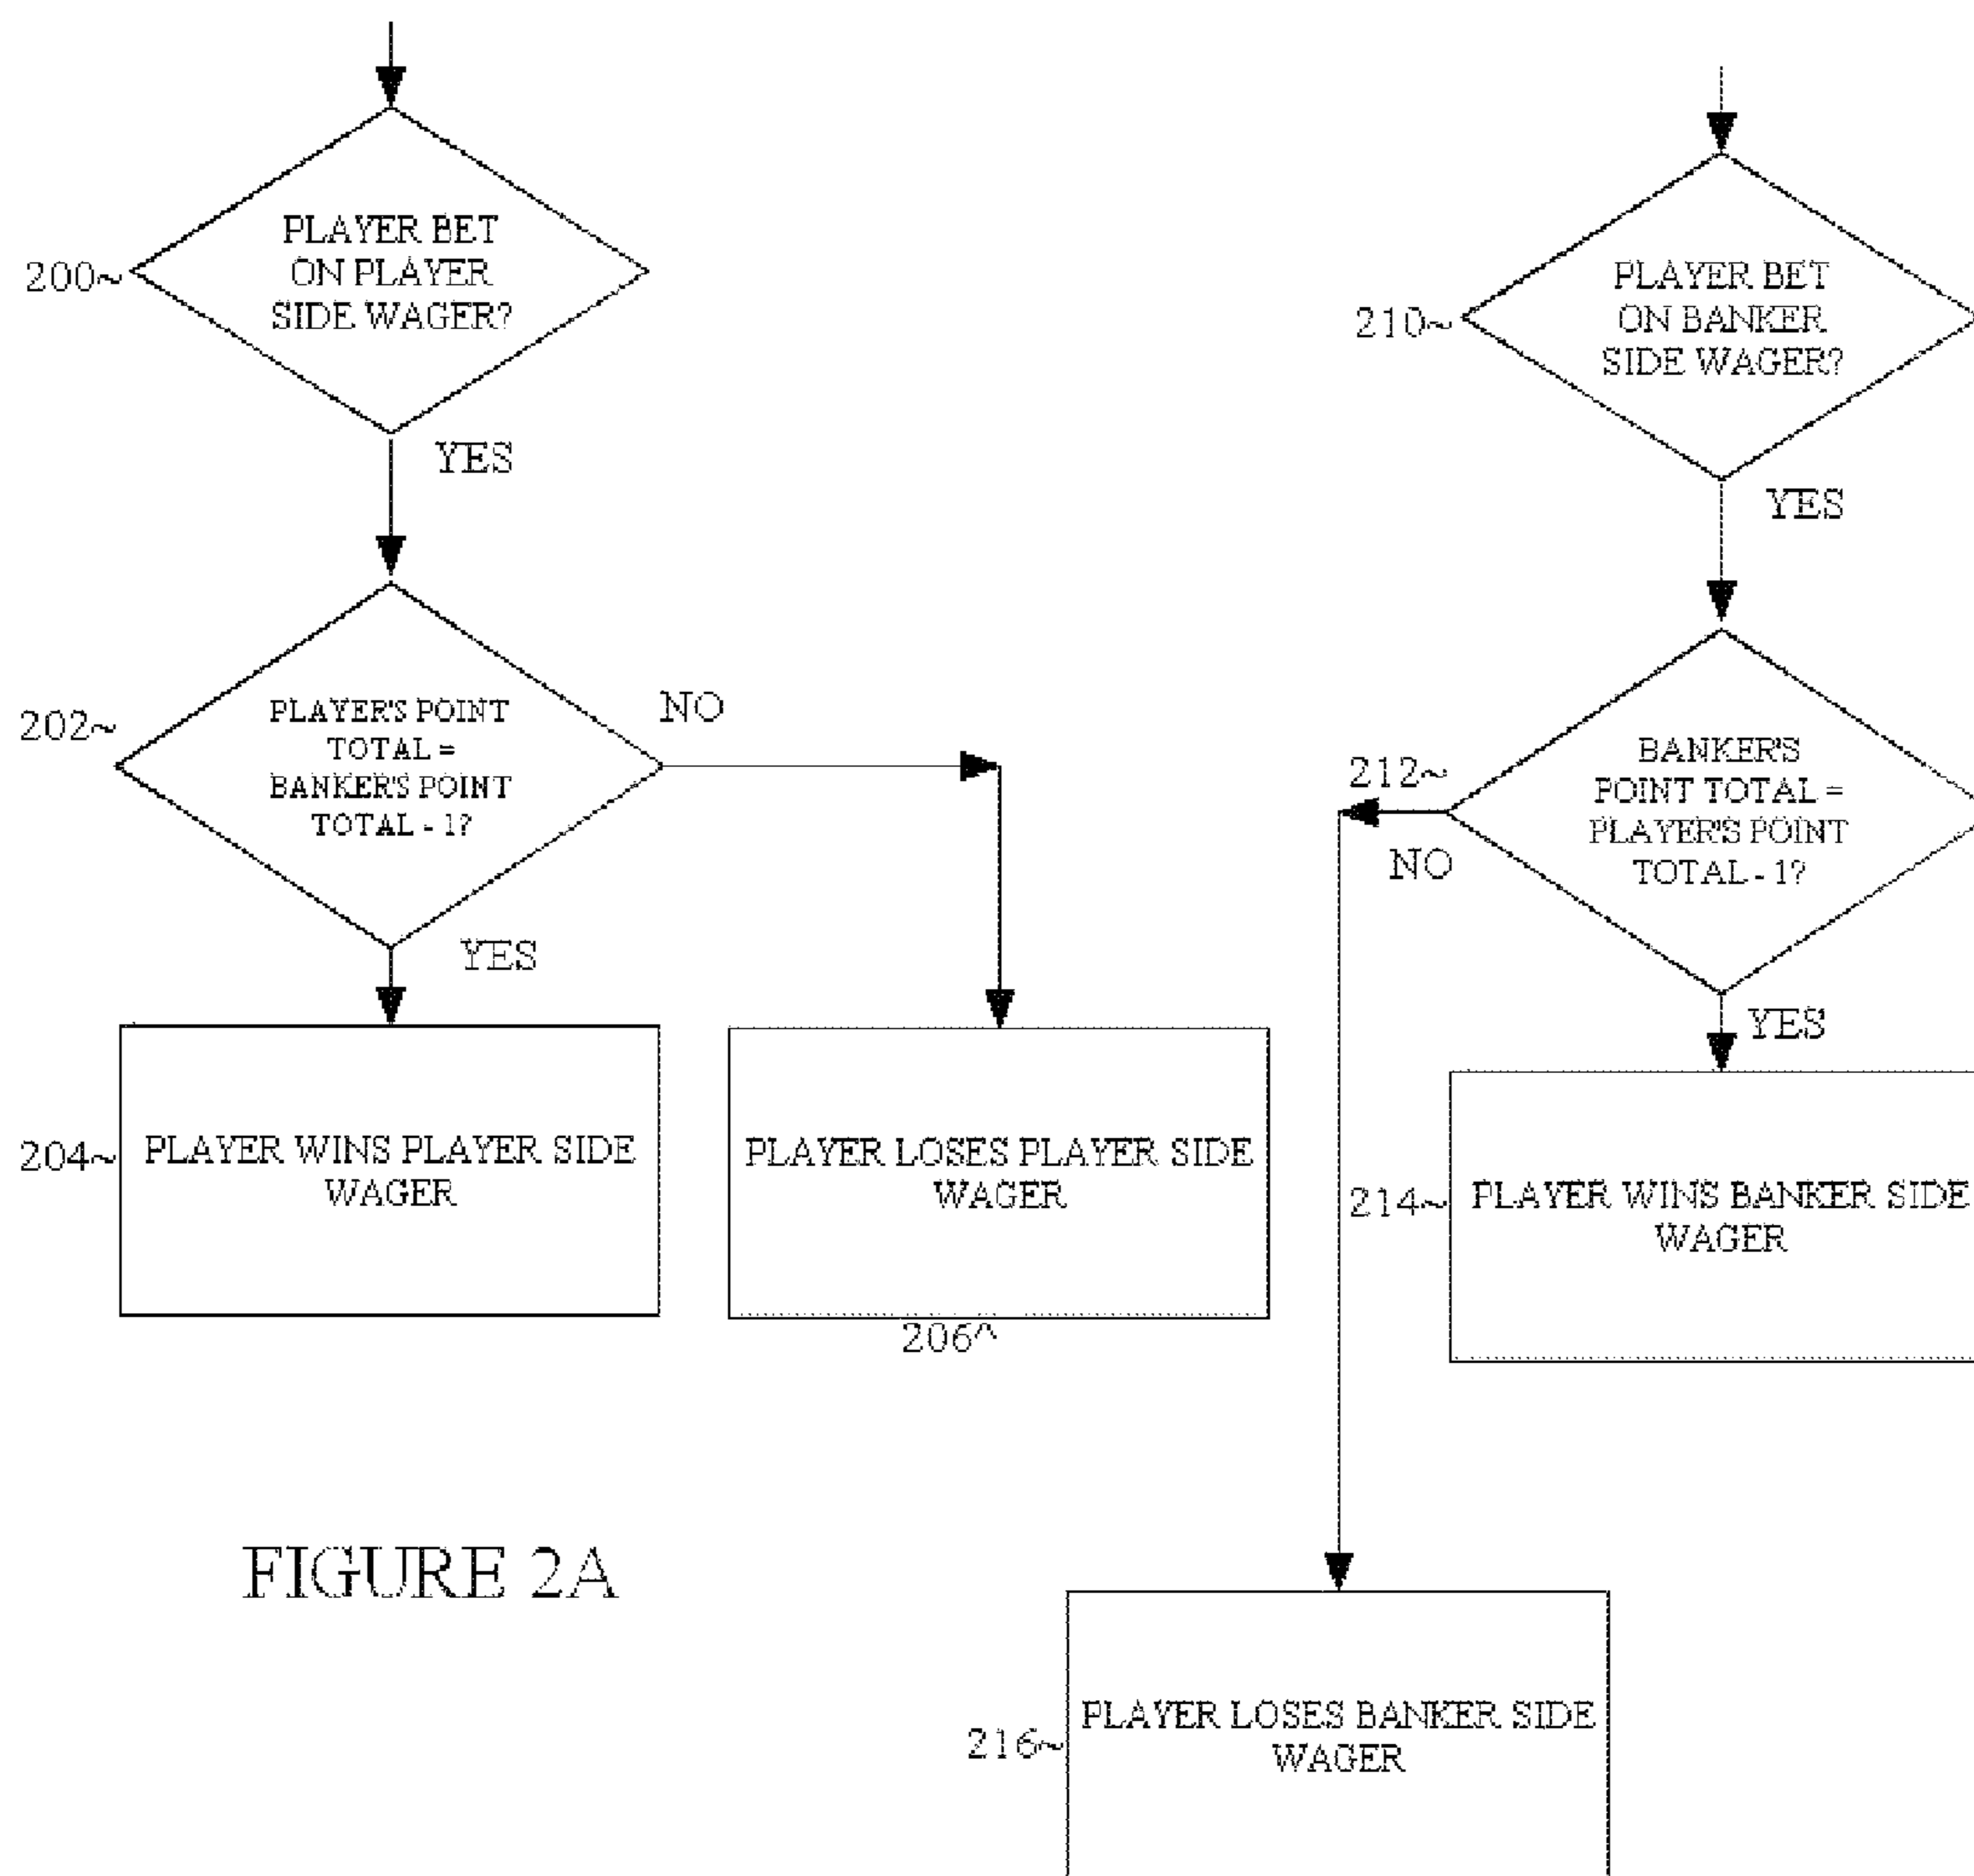 PLAYER BET
ON PLAYER
SIDE WAGER?
200~
YES
PLAYER'S POINT
TOTAL =
BANKER'S POINT
TOTAL - 1?
202~
NO
YES
204~
PLAYER WINS PLAYER SIDE
WAGER
PLAYER LOSES PLAYER SIDE
WAGER
206^
FIGURE 2A
PLAYER BET
ON BANKER
SIDE WAGER?
210~
YES
BANKER'S
POINT TOTAL =
PLAYER'S POINT
TOTAL - 1?
212~
NO
YES
214~
PLAYER WINS BANKER SIDE
WAGER
216~
PLAYER LOSES BANKER SIDE
WAGER